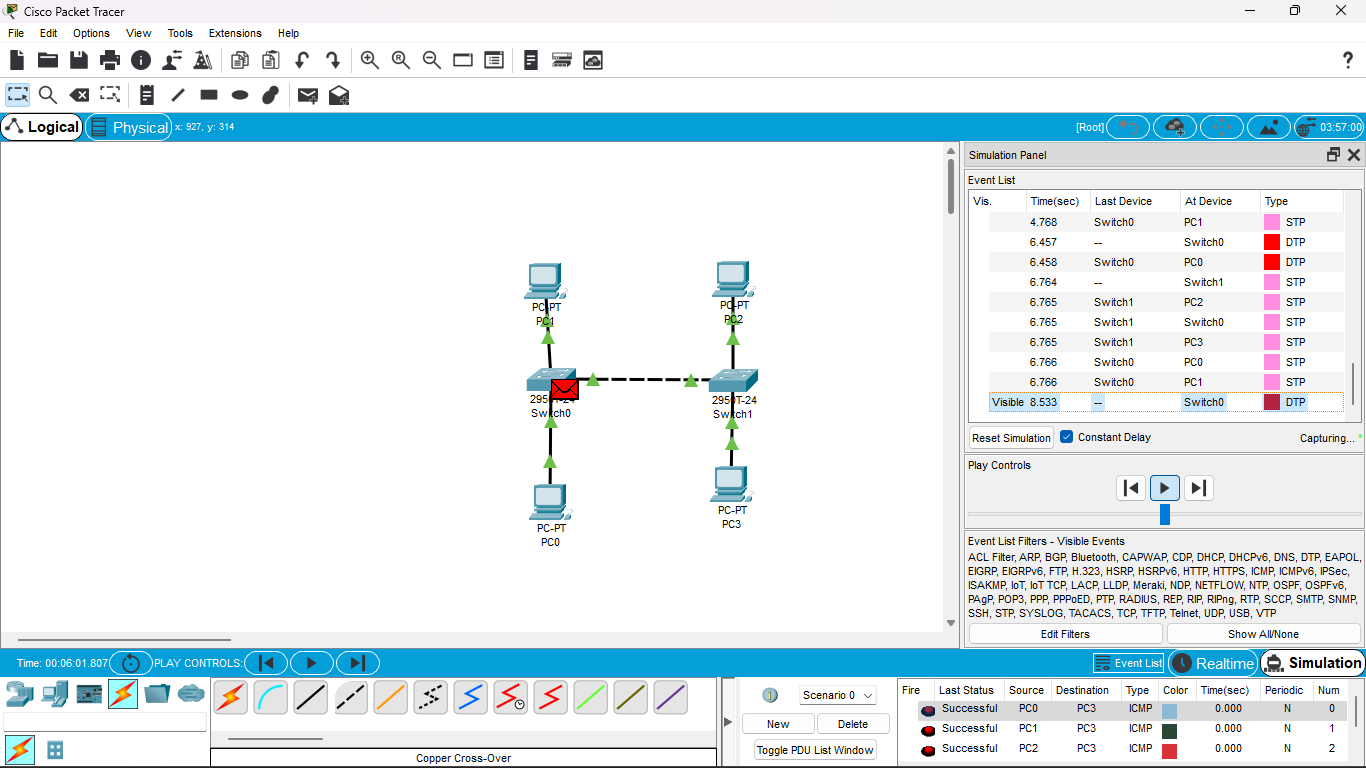 Cisco Packet Tracer
File Edit Options View Tools Extensions Help
Logical Physical x: 927, y: 314 [Root] 03:57:00
Simulation Panel
Event List
Vis. Time(sec) Last Device At Device Type
4.768 Switch0 PC1 STP
6.457 -- Switch0 DTP
6.458 Switch0 PC0 DTP
6.764 -- Switch1 STP
6.765 Switch1 PC2 STP
6.765 Switch1 Switch0 STP
6.765 Switch1 PC3 STP
6.766 Switch0 PC0 STP
6.766 Switch0 PC1 STP
Visible 8.533 -- Switch0 DTP
Reset Simulation Constant Delay Capturing... *
Play Controls
Event List Filters - Visible Events
ACL Filter, ARP, BGP, Bluetooth, CAPWAP, CDP, DHCP, DHCPv6, DNS, DTP, EAPOL,
EIGRP, EIGRPv6, FTP, H.323, HSRP, HSRPv6, HTTP, HTTPS, ICMP, ICMPv6, IPSec,
ISAKMP, IoT, IoT TCP, LACP, LLDP, Meraki, NDP, NETFLOW, NTP, OSPF, OSPFv6,
PAgP, POP3, PPP, PPPoED, PTP, RADIUS, REP, RIP, RIPng, RTP, SCCP, SMTP, SNMP,
SSH, STP, SYSLOG, TACACS, TCP, TFTP, Telnet, UDP, USB, VTP
Edit Filters Show All/None
PC-PT
PC1
PC-PT
PC2
2950T-24
Switch0
2950T-24
Switch1
PC-PT
PC0
PC-PT
PC3
Time: 00:06:01.807 PLAY CONTROLS: Event List Realtime Simulation
Copper Cross-Over
Scenario 0
New Delete
Toggle PDU List Window
Fire Last Status Source Destination Type Color Time(sec) Periodic Num
Successful PC0 PC3 ICMP 0.000 N 0
Successful PC1 PC3 ICMP 0.000 N 1
Successful PC2 PC3 ICMP 0.000 N 2